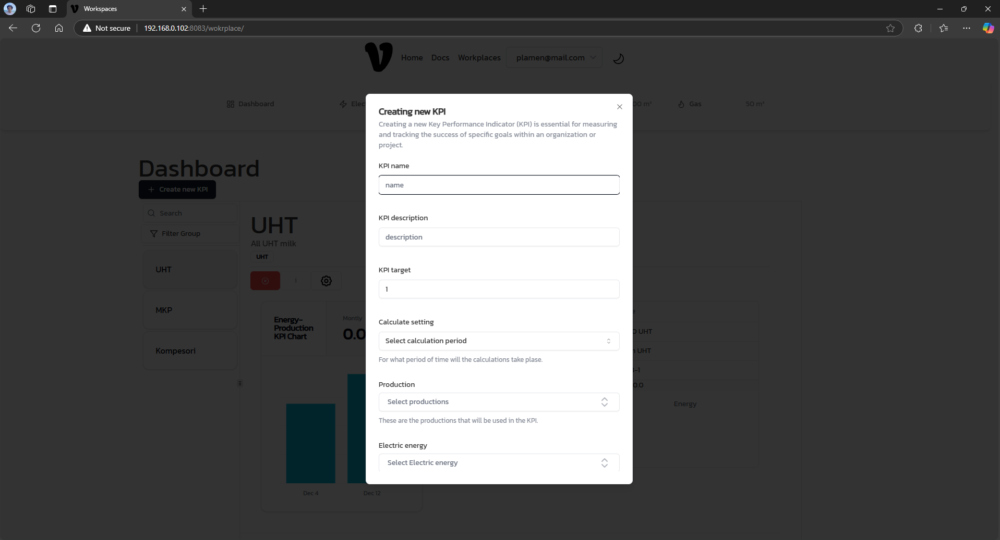 Workspaces
Not secure
192.168.0.102:8083/wokrplace/
Home
Docs
Workplaces
plamen@mail.com
Dashboard
Gas
50 m³
Dashboard
Create new KPI
Search
Filter Group
UHT
MKP
Kompesori
UHT
All UHT milk
UHT
i
Energy-
Production
KPI Chart
Montly
0.0
Dec 4
Dec 12
UHT
UHT
0.0
Energy
Creating new KPI
Creating a new Key Performance Indicator (KPI) is essential for measuring
and tracking the success of specific goals within an organization or
project.
KPI name
name
KPI description
description
KPI target
1
Calculate setting
Select calculation period
For what period of time will the calculations take plase.
Production
Select productions
These are the productions that will be used in the KPI.
Electric energy
Select Electric energy